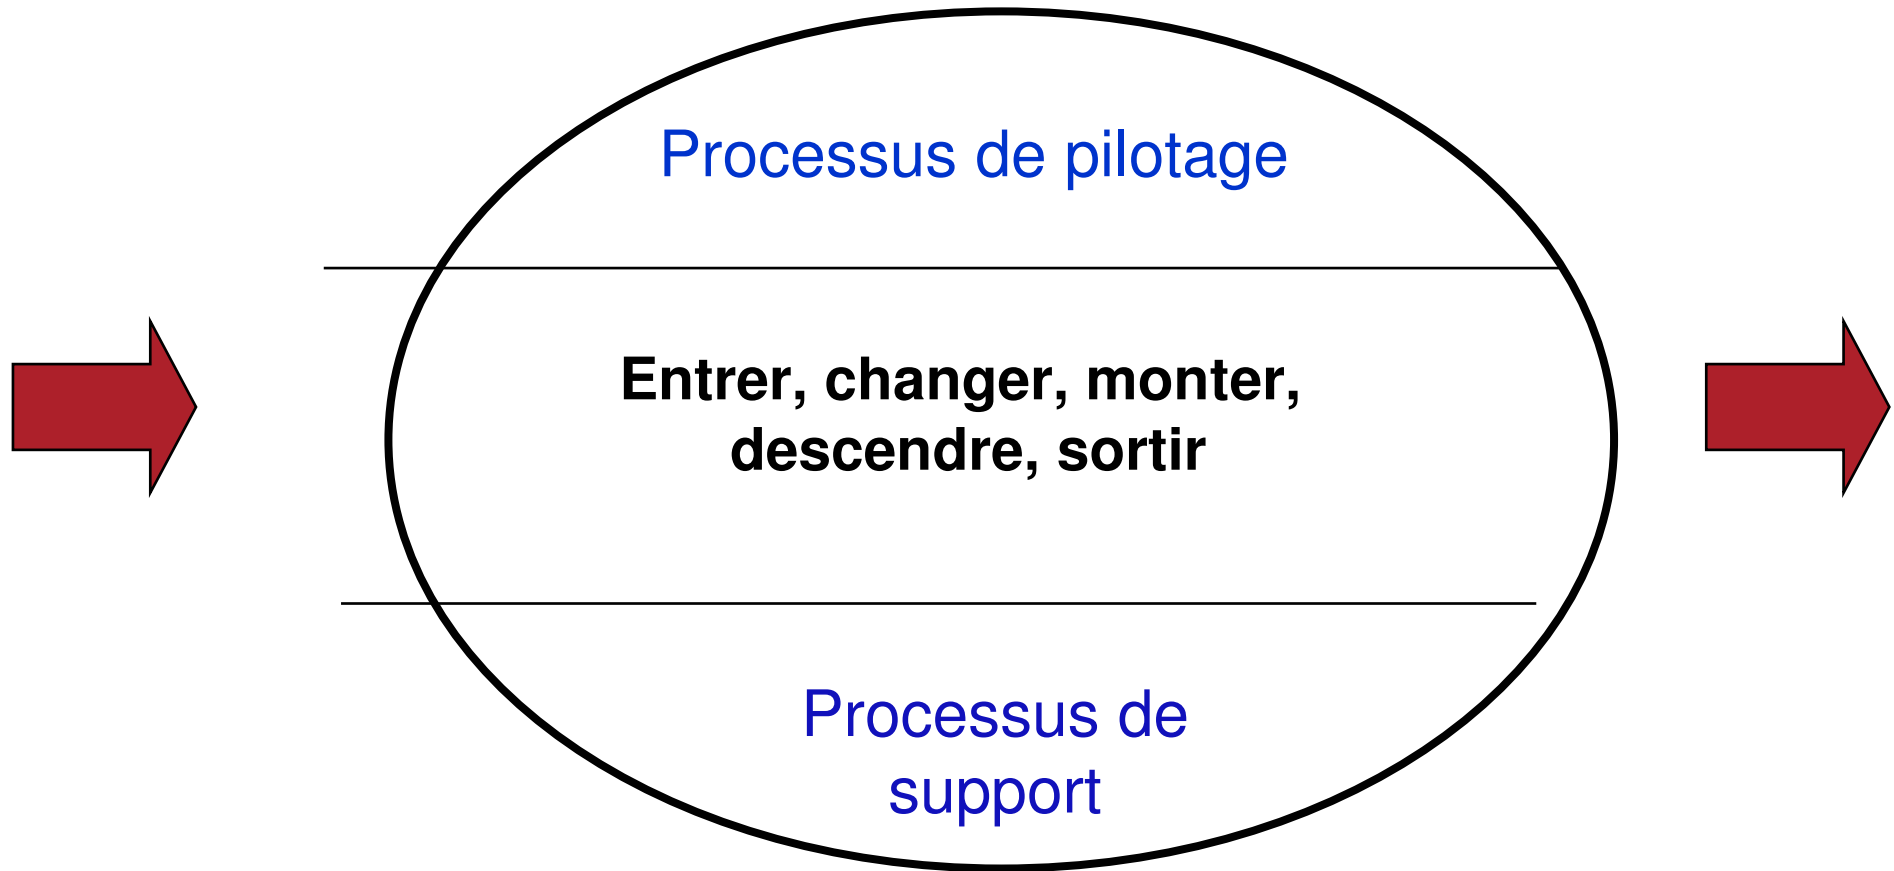 Processus de pilotage
Entrer, changer, monter,
descendre, sortir
Processus de
support